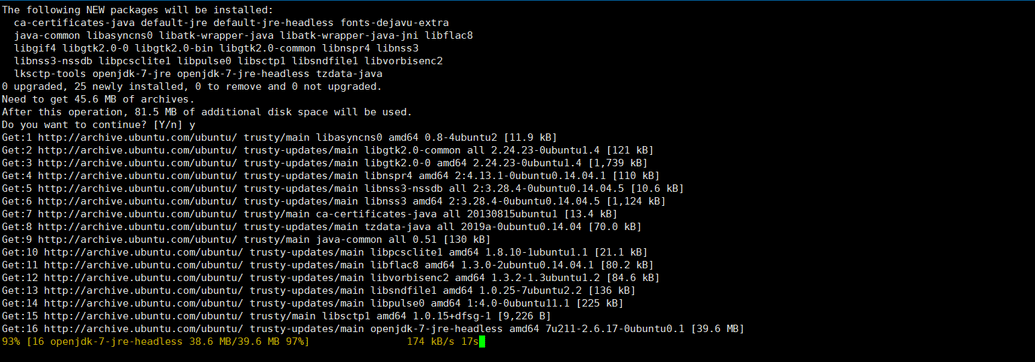 The following NEW packages will be installed:
ca-certificates-java default-jre default-jre-headless fonts-dejavu-extra
java-common libasyncns0 libatk-wrapper-java libatk-wrapper-java-jni libflac8
libgif4 libgtk2.0-0 libgtk2.0-bin libgtk2.0-common libnspr4 libnss3
libnss3-nssdb libpcsclite1 libpulse0 libsctp1 libsndfile1 libvorbisenc2
lksctp-tools openjdk-7-jre openjdk-7-jre-headless tzdata-java
0 upgraded, 25 newly installed, 0 to remove and 0 not upgraded.
Need to get 45.6 MB of archives.
After this operation, 81.5 MB of additional disk space will be used.
Do you want to continue? [Y/n] y
Get:1 http://archive.ubuntu.com/ubuntu/ trusty/main libasyncns0 amd64 0.8-4ubuntu2 [11.9 kB]
Get:2 http://archive.ubuntu.com/ubuntu/ trusty-updates/main libgtk2.0-common all 2.24.23-0ubuntu1.4 [121 kB]
Get:3 http://archive.ubuntu.com/ubuntu/ trusty-updates/main libgtk2.0-0 amd64 2.24.23-0ubuntu1.4 [1,739 kB]
Get:4 http://archive.ubuntu.com/ubuntu/ trusty-updates/main libnspr4 amd64 2:4.13.1-0ubuntu0.14.04.1 [110 kB]
Get:5 http://archive.ubuntu.com/ubuntu/ trusty-updates/main libnss3-nssdb all 2:3.28.4-0ubuntu0.14.04.5 [10.6 kB]
Get:6 http://archive.ubuntu.com/ubuntu/ trusty-updates/main libnss3 amd64 2:3.28.4-0ubuntu0.14.04.5 [1,124 kB]
Get:7 http://archive.ubuntu.com/ubuntu/ trusty/main ca-certificates-java all 20130815ubuntu1 [13.4 kB]
Get:8 http://archive.ubuntu.com/ubuntu/ trusty-updates/main tzdata-java all 2019a-0ubuntu0.14.04 [70.0 kB]
Get:9 http://archive.ubuntu.com/ubuntu/ trusty/main java-common all 0.51 [130 kB]
Get:10 http://archive.ubuntu.com/ubuntu/ trusty-updates/main libpcsclite1 amd64 1.8.10-1ubuntu1.1 [21.1 kB]
Get:11 http://archive.ubuntu.com/ubuntu/ trusty-updates/main libflac8 amd64 1.3.0-2ubuntu0.14.04.1 [80.2 kB]
Get:12 http://archive.ubuntu.com/ubuntu/ trusty-updates/main libvorbisenc2 amd64 1.3.2-1.3ubuntu1.2 [84.6 kB]
Get:13 http://archive.ubuntu.com/ubuntu/ trusty-updates/main libsndfile1 amd64 1.0.25-7ubuntu2.2 [136 kB]
Get:14 http://archive.ubuntu.com/ubuntu/ trusty-updates/main libpulse0 amd64 1:4.0-0ubuntu11.1 [225 kB]
Get:15 http://archive.ubuntu.com/ubuntu/ trusty/main libsctp1 amd64 1.0.15+dfsg-1 [9,226 B]
Get:16 http://archive.ubuntu.com/ubuntu/ trusty-updates/main openjdk-7-jre-headless amd64 7u211-2.6.17-0ubuntu0.1 [39.6 MB]
93% [16 openjdk-7-jre-headless 38.6 MB/39.6 MB 97%] 174 kB/s 17s